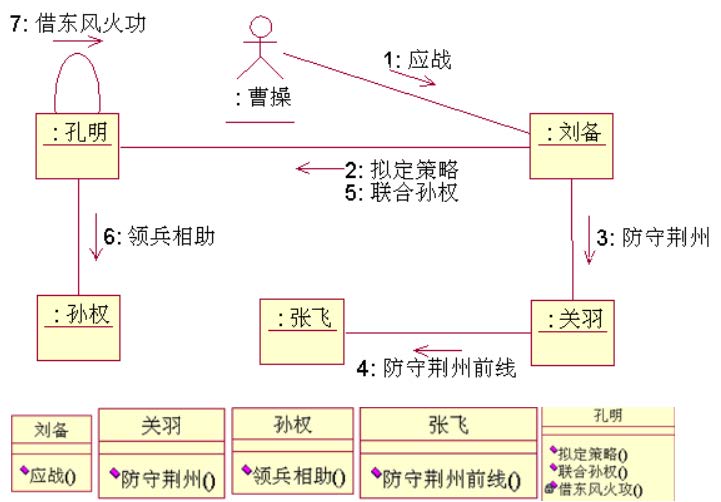 7: 借东风火功
1: 应战
: 曹操
: 孔明
: 刘备
2: 拟定策略
5: 联合孙权
6: 领兵相助
3: 防守荆州
: 孙权
: 张飞
: 关羽
4: 防守荆州前线
刘备
应战()
关羽
防守荆州()
孙权
领兵相助()
张飞
防守荆州前线()
孔明
拟定策略()
联合孙权()
借东风火攻()